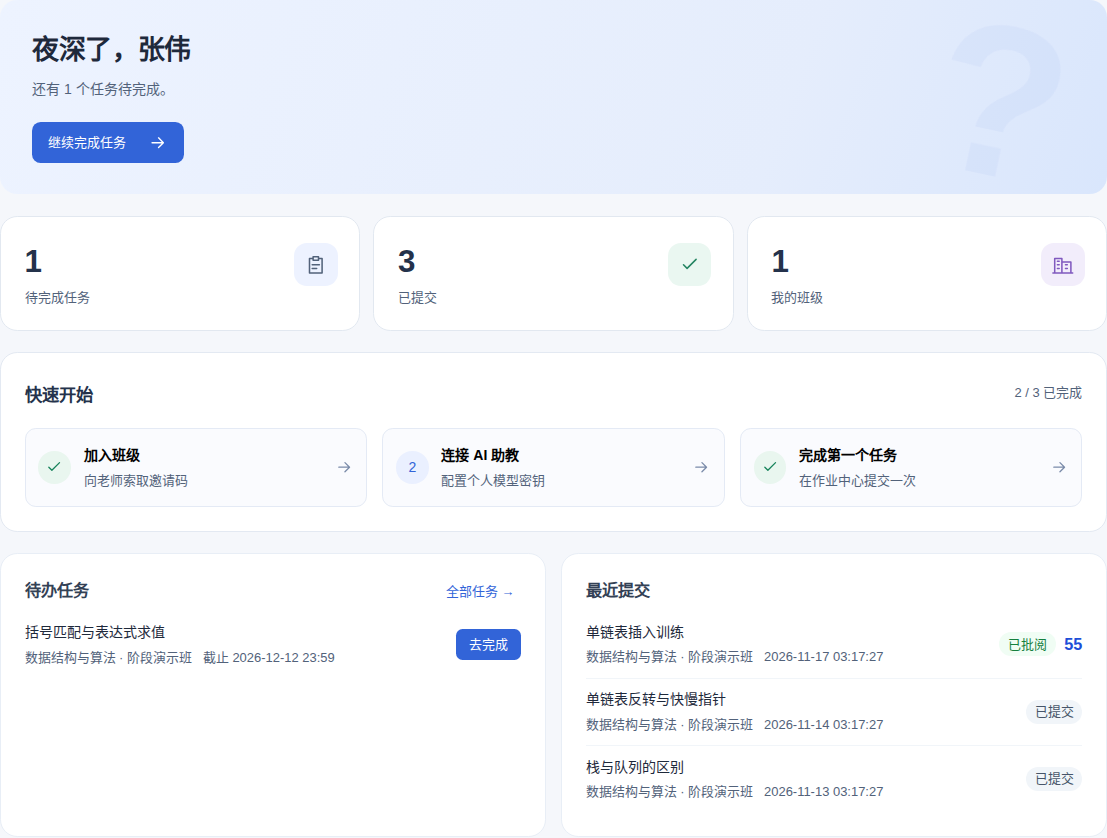 夜深了，张伟
还有 1 个任务待完成。
继续完成任务 →
?
1
待完成任务
3
已提交
1
我的班级
快速开始
2 / 3 已完成
加入班级
向老师索取邀请码
2
连接 AI 助教
配置个人模型密钥
完成第一个任务
在作业中心提交一次
待办任务
全部任务 →
括号匹配与表达式求值
数据结构与算法 · 阶段演示班 截止 2026-12-12 23:59
去完成
最近提交
单链表插入训练
数据结构与算法 · 阶段演示班 2026-11-17 03:17:27
已批阅 55
单链表反转与快慢指针
数据结构与算法 · 阶段演示班 2026-11-14 03:17:27
已提交
栈与队列的区别
数据结构与算法 · 阶段演示班 2026-11-13 03:17:27
已提交